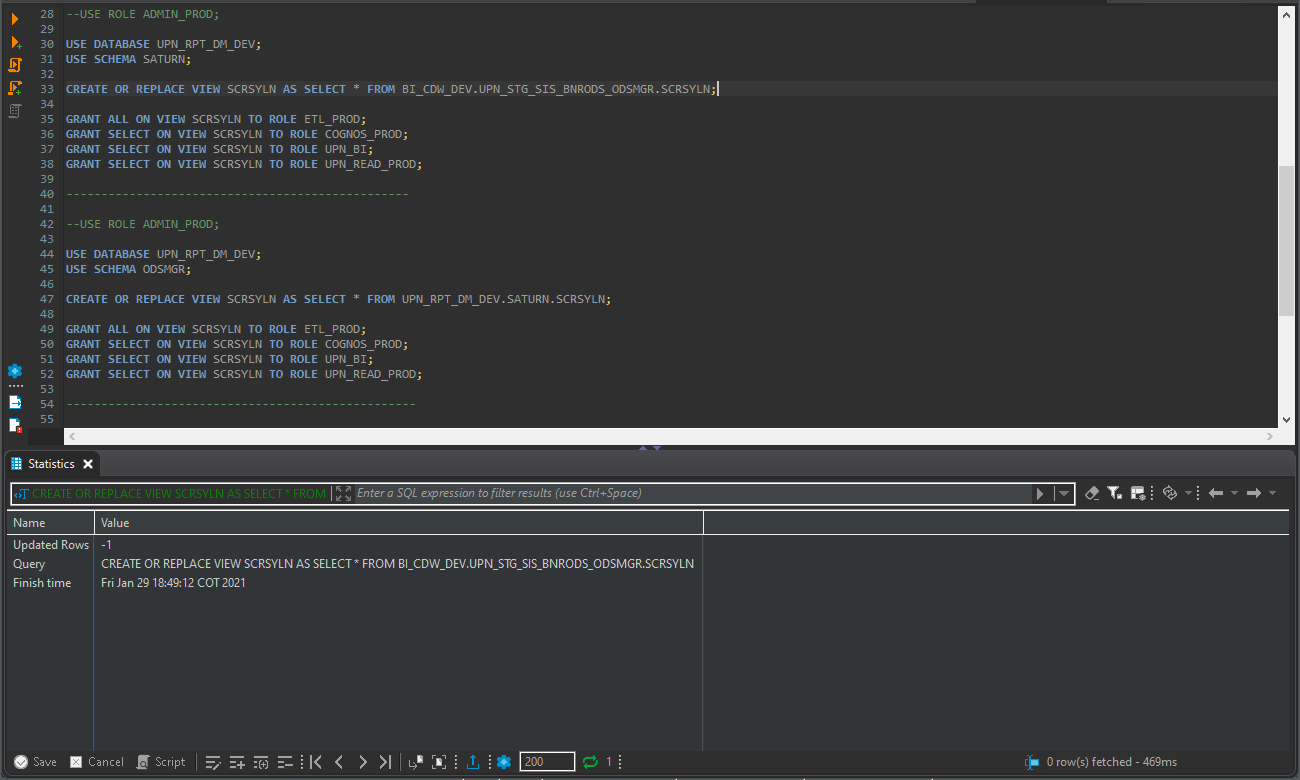 28 --USE ROLE ADMIN_PROD;
29
30 USE DATABASE UPN_RPT_DM_DEV;
31 USE SCHEMA SATURN;
32
33 CREATE OR REPLACE VIEW SCRSYLN AS SELECT * FROM BI_CDW_DEV.UPN_STG_SIS_BNRODS_ODSMGR.SCRSYLN;
34
35 GRANT ALL ON VIEW SCRSYLN TO ROLE ETL_PROD;
36 GRANT SELECT ON VIEW SCRSYLN TO ROLE COGNOS_PROD;
37 GRANT SELECT ON VIEW SCRSYLN TO ROLE UPN_BI;
38 GRANT SELECT ON VIEW SCRSYLN TO ROLE UPN_READ_PROD;
39
40 -------------------------------------------------
41
42 --USE ROLE ADMIN_PROD;
43
44 USE DATABASE UPN_RPT_DM_DEV;
45 USE SCHEMA ODSMGR;
46
47 CREATE OR REPLACE VIEW SCRSYLN AS SELECT * FROM UPN_RPT_DM_DEV.SATURN.SCRSYLN;
48
49 GRANT ALL ON VIEW SCRSYLN TO ROLE ETL_PROD;
50 GRANT SELECT ON VIEW SCRSYLN TO ROLE COGNOS_PROD;
51 GRANT SELECT ON VIEW SCRSYLN TO ROLE UPN_BI;
52 GRANT SELECT ON VIEW SCRSYLN TO ROLE UPN_READ_PROD;
53
54 --------------------------------------------------
55
Statistics
CREATE OR REPLACE VIEW SCRSYLN AS SELECT * FROM Enter a SQL expression to filter results (use Ctrl+Space)
Name Value
Updated Rows -1
Query CREATE OR REPLACE VIEW SCRSYLN AS SELECT * FROM BI_CDW_DEV.UPN_STG_SIS_BNRODS_ODSMGR.SCRSYLN
Finish time Fri Jan 29 18:49:12 COT 2021
Save Cancel Script 200 1 0 row(s) fetched - 469ms